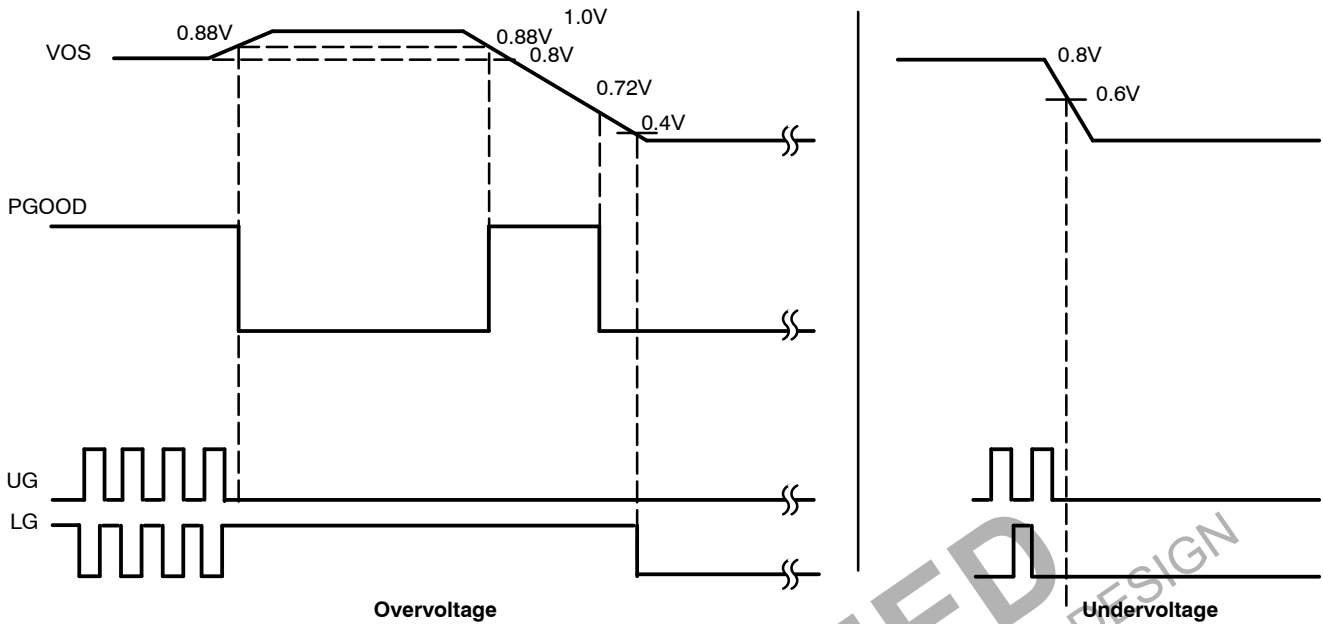 1.0V
0.88V
0.88V
VOS
0.8V
0.72V
0.4V
PGOOD
UG
LG
Overvoltage
0.8V
0.6V
Undervoltage
DESIGN